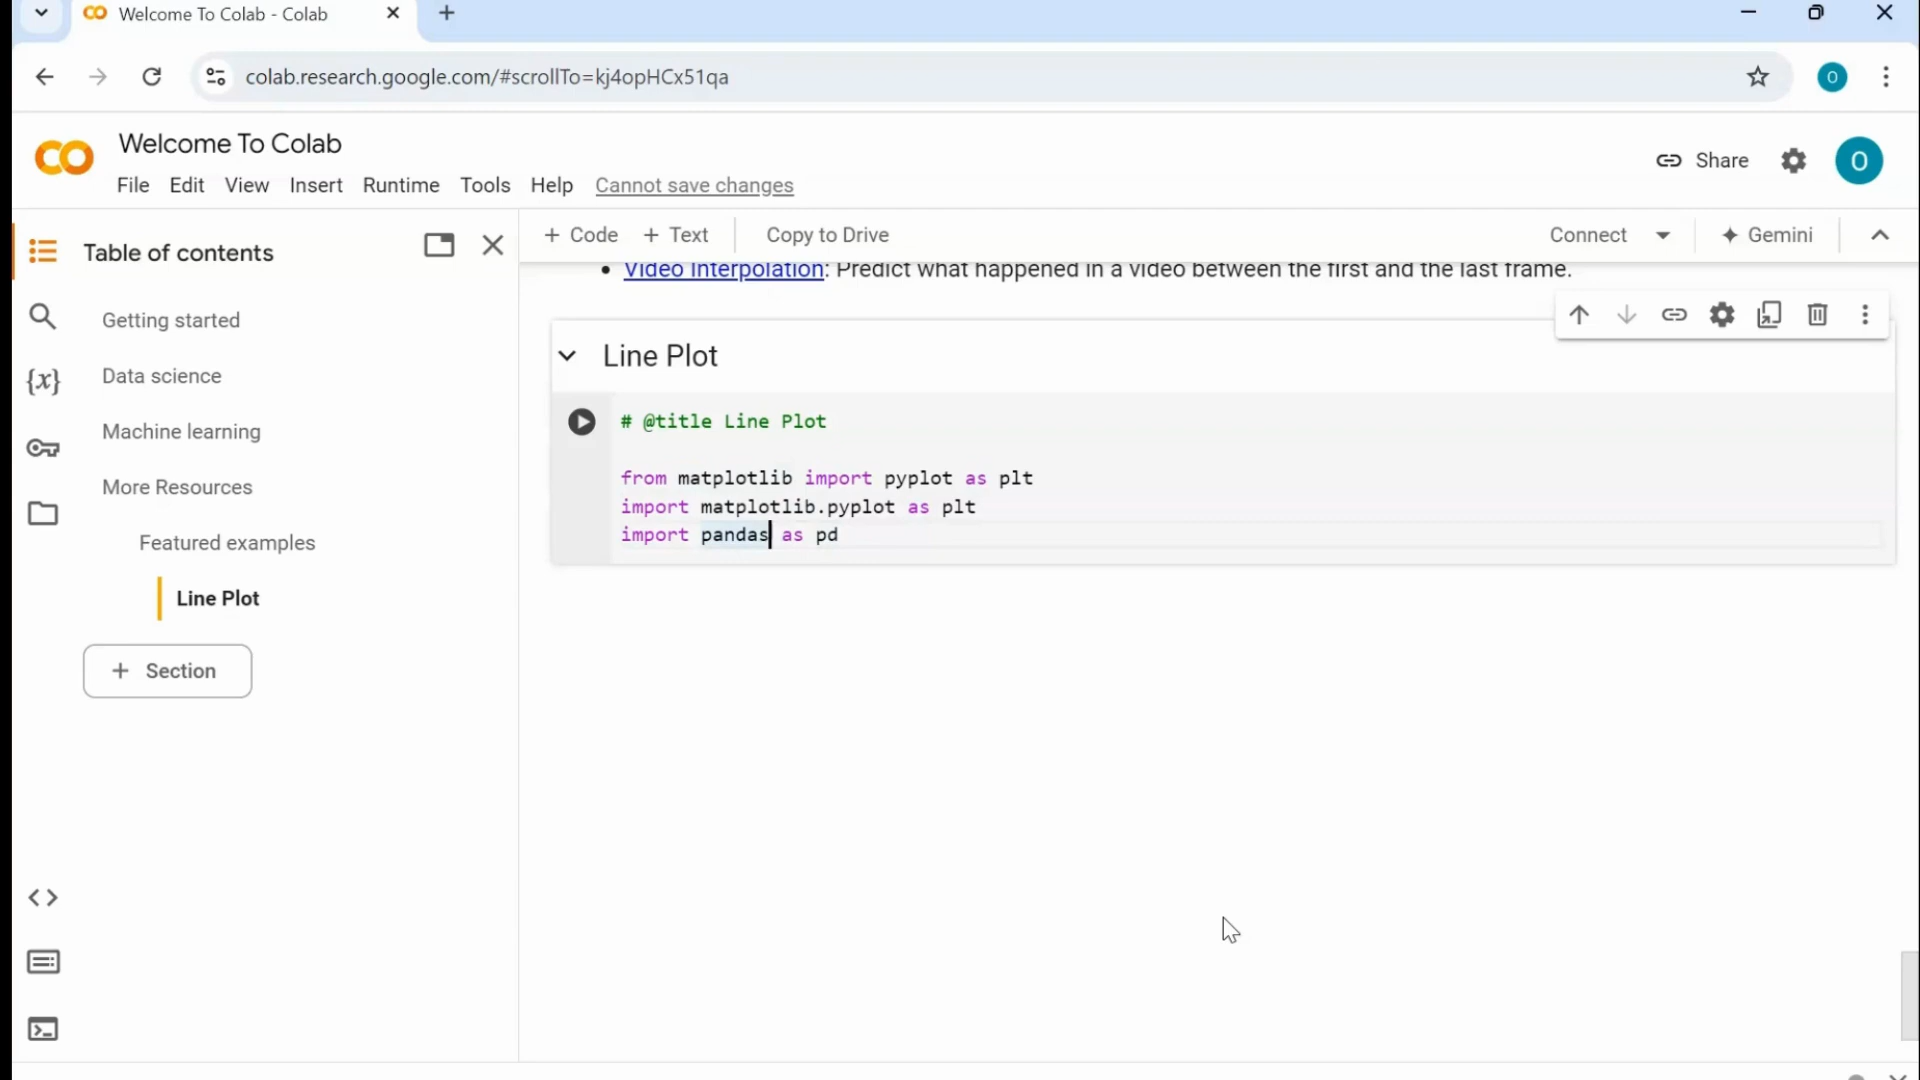 Welcome To Colab - Colab
colab.research.google.com/#scrollTo=kj4opHCx51qa
O
Welcome To Colab
Share
O
File Edit View Insert Runtime Tools Help Cannot save changes
Table of contents
+ Code + Text Copy to Drive
Connect
Gemini
Video Interpolation: Predict what happened in a video between the first and the last frame.
Getting started
Data science
Machine learning
More Resources
Featured examples
Line Plot
+ Section
{x}
Line Plot
# @title Line Plot
from matplotlib import pyplot as plt
import matplotlib.pyplot as plt
import pandas as pd